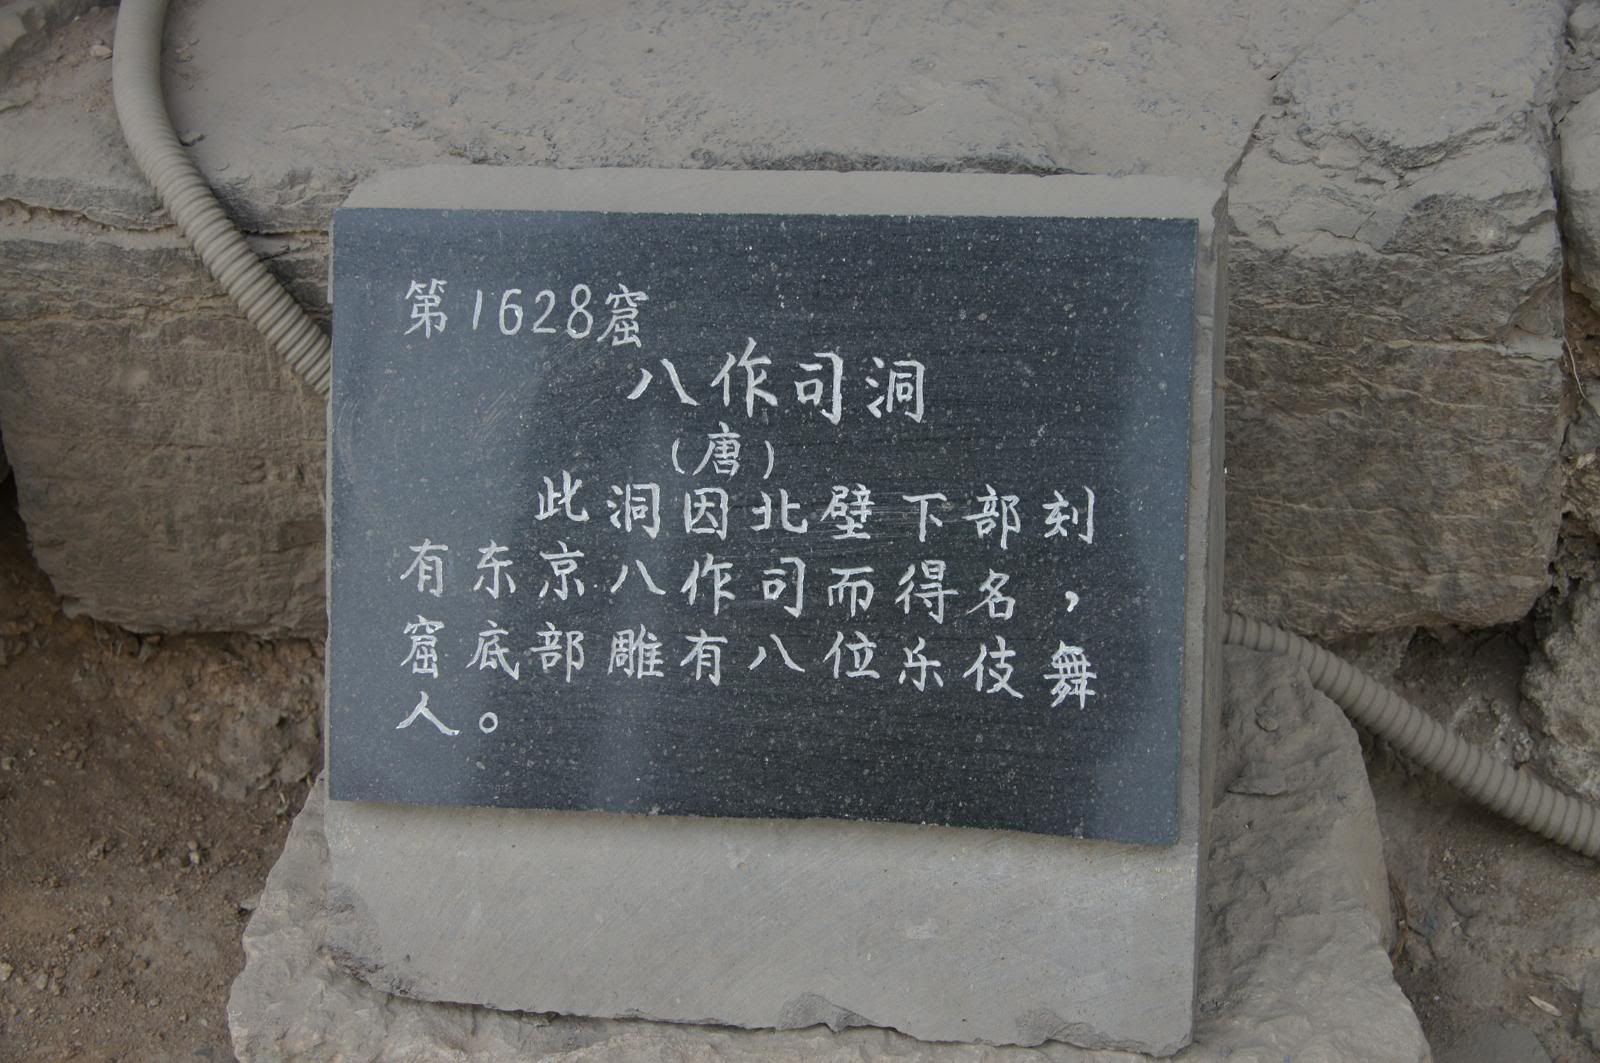 第1628窟
八作司洞
(唐)
此洞因北壁下部刻
有东京八作司而得名，
窟底部雕有八位乐伎舞
人。